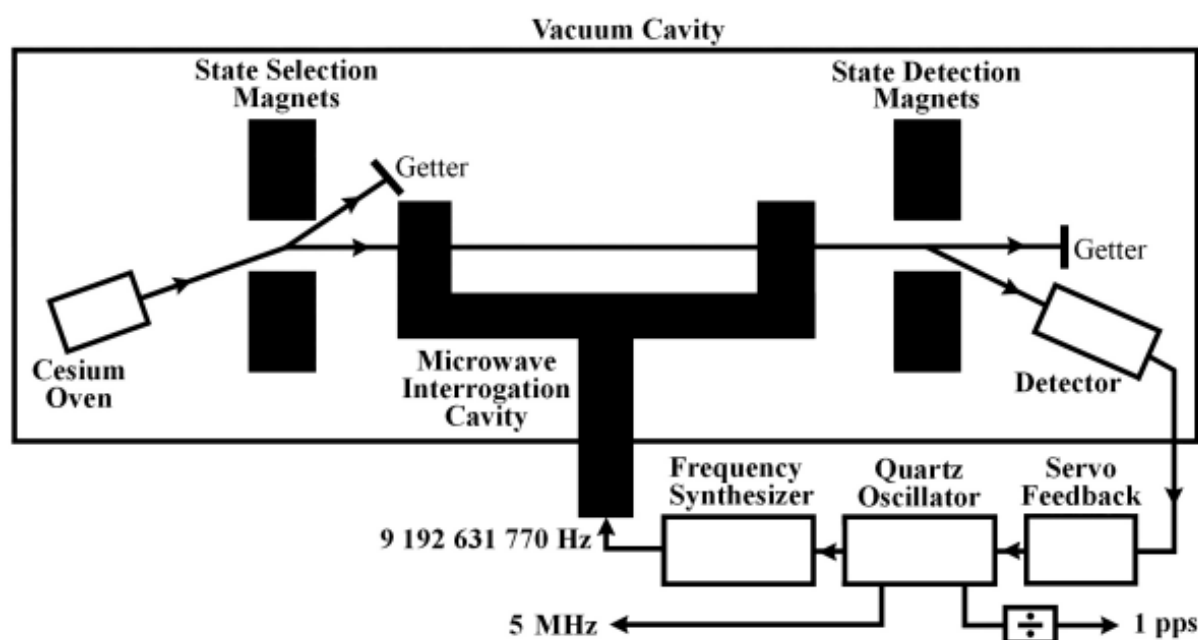 Vacuum Cavity
State Selection
Magnets
State Detection
Magnets
Getter
Getter
Cesium
Oven
Microwave
Interrogation
Cavity
Detector
Frequency
Synthesizer
Quartz
Oscillator
Servo
Feedback
9 192 631 770 Hz
5 MHz
÷
1 pps